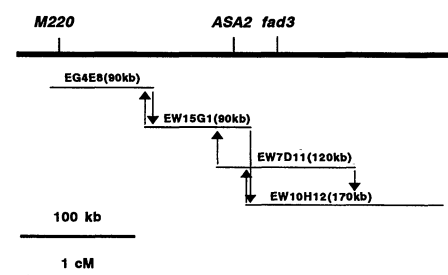 M220 ASA2 fad3
EG4E8(90kb)
EW15G1(90kb)
EW7D11(120kb)
EW10H12(170kb)
100 kb
1 cM